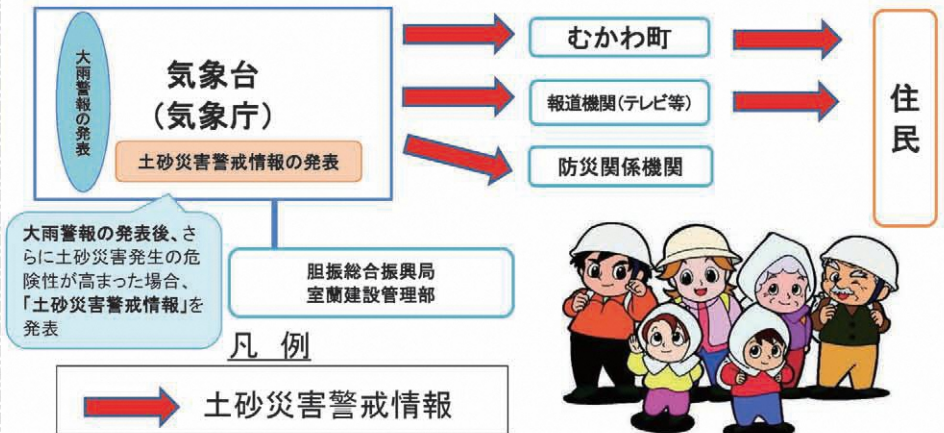 大雨警報の発表
気象台
(気象庁)
土砂災害警戒情報の発表
むかわ町
報道機関(テレビ等)
防災関係機関
住民
大雨警報の発表後、さ
らに土砂災害発生の危
険性が高まった場合、
「土砂災害警戒情報」を
発表
胆振総合振興局
室蘭建設管理部
凡 例
土砂災害警戒情報